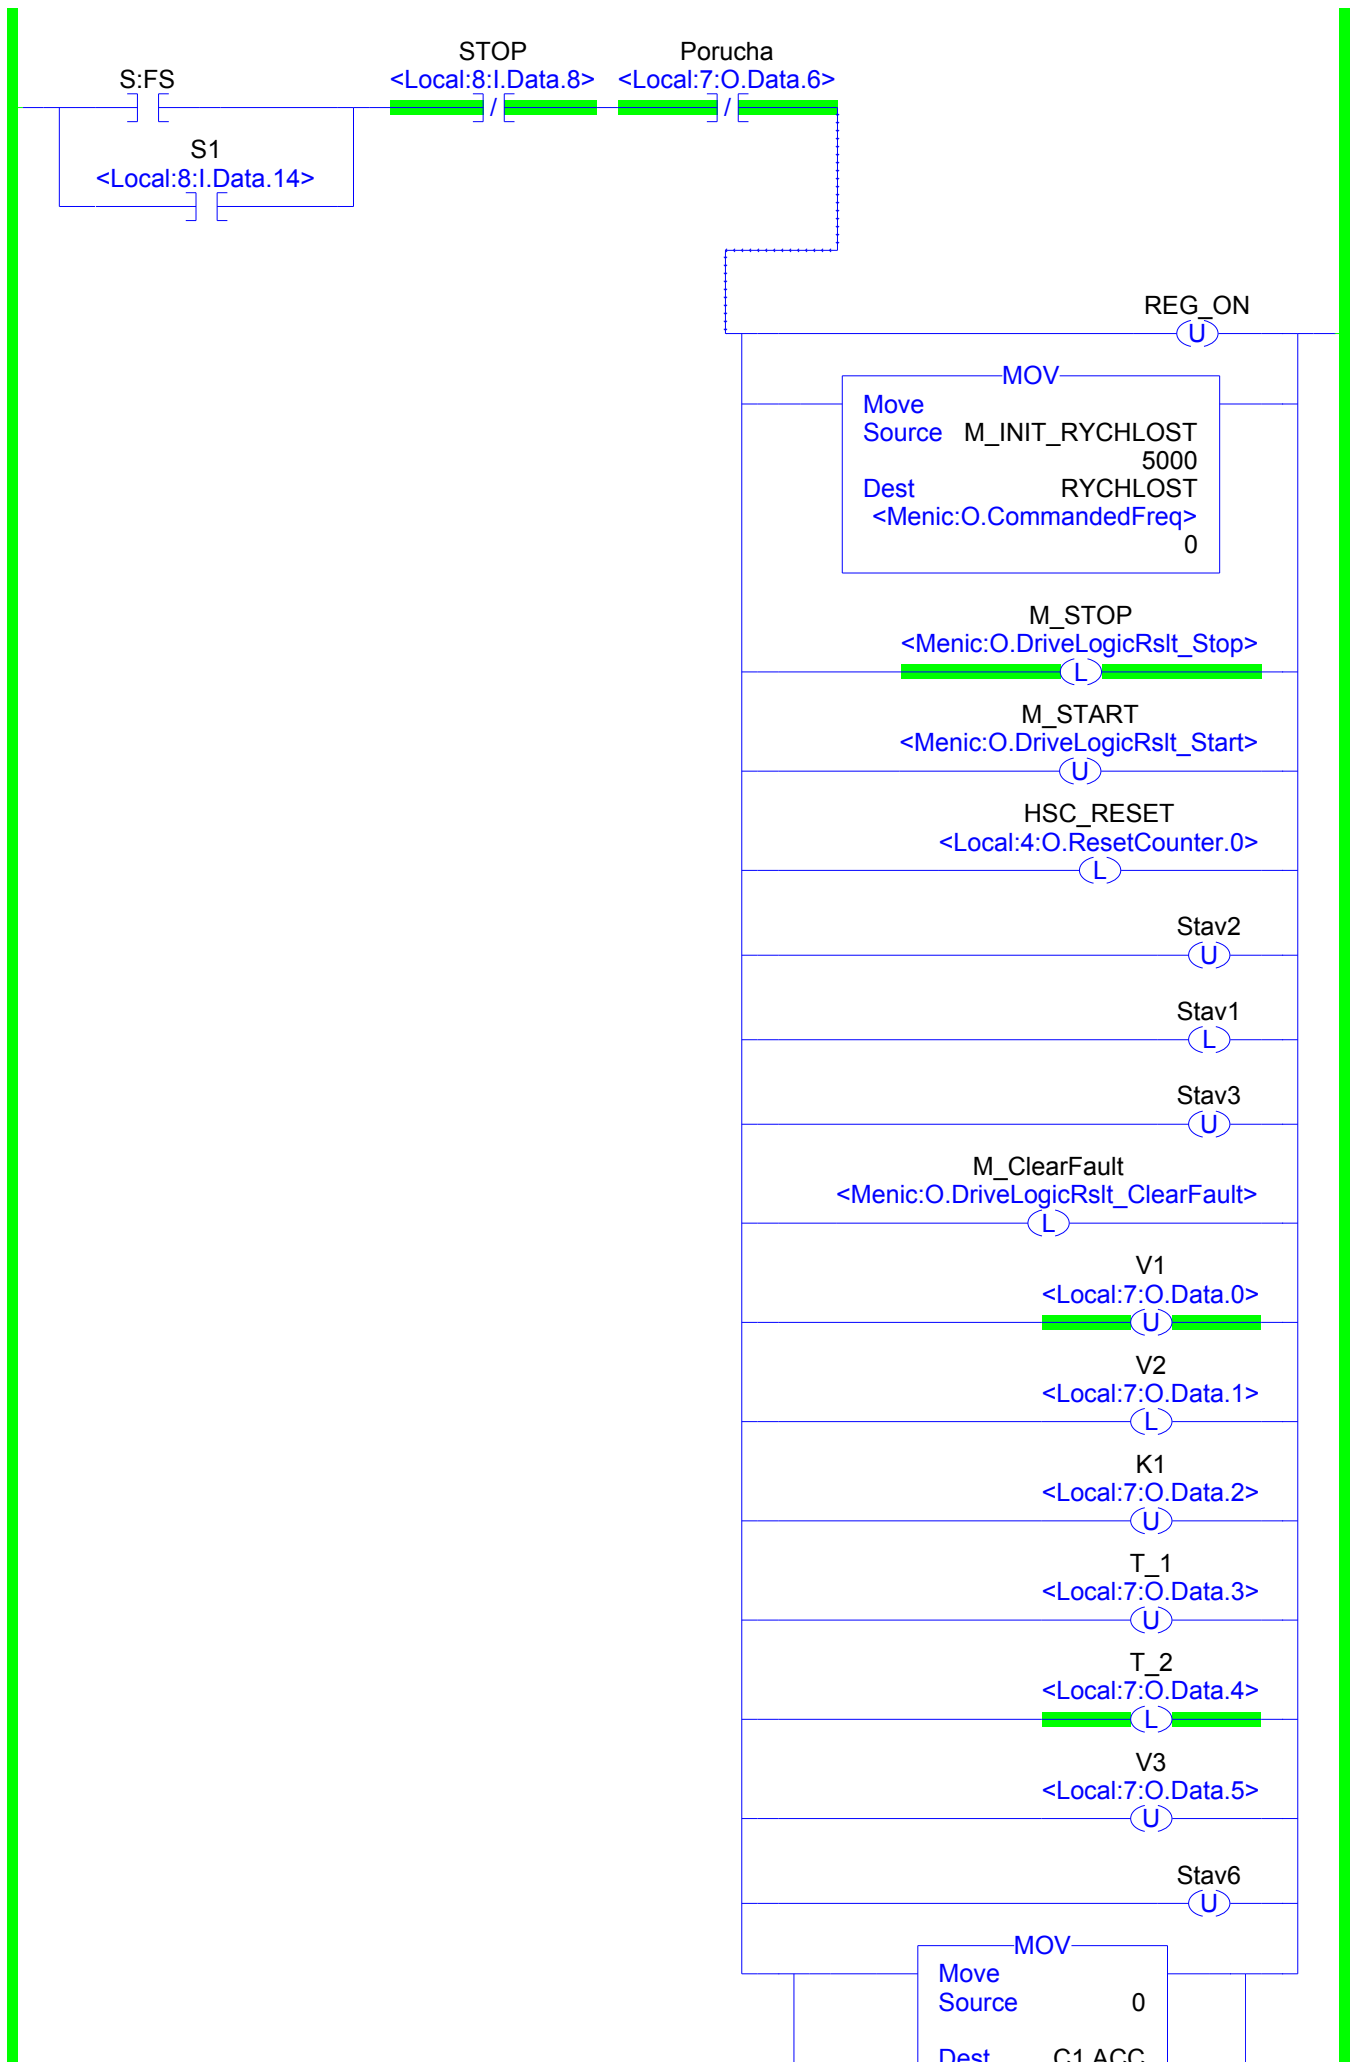 STOP
<Local:8:I.Data.8>
Porucha
<Local:7:O.Data.6>
S:FS
/
/
S1
<Local:8:I.Data.14>
REG_ON
U
MOV
Move
Source M_INIT_RYCHLOST
5000
Dest RYCHLOST
<Menic:O.CommandedFreq>
0
M_STOP
<Menic:O.DriveLogicRslt_Stop>
L
M_START
<Menic:O.DriveLogicRslt_Start>
U
HSC_RESET
<Local:4:O.ResetCounter.0>
L
Stav2
U
Stav1
L
Stav3
U
M_ClearFault
<Menic:O.DriveLogicRslt_ClearFault>
L
V1
<Local:7:O.Data.0>
U
V2
<Local:7:O.Data.1>
L
K1
<Local:7:O.Data.2>
U
T_1
<Local:7:O.Data.3>
U
T_2
<Local:7:O.Data.4>
L
V3
<Local:7:O.Data.5>
U
Stav6
U
MOV
Move
Source 0
Dest C1.ACC